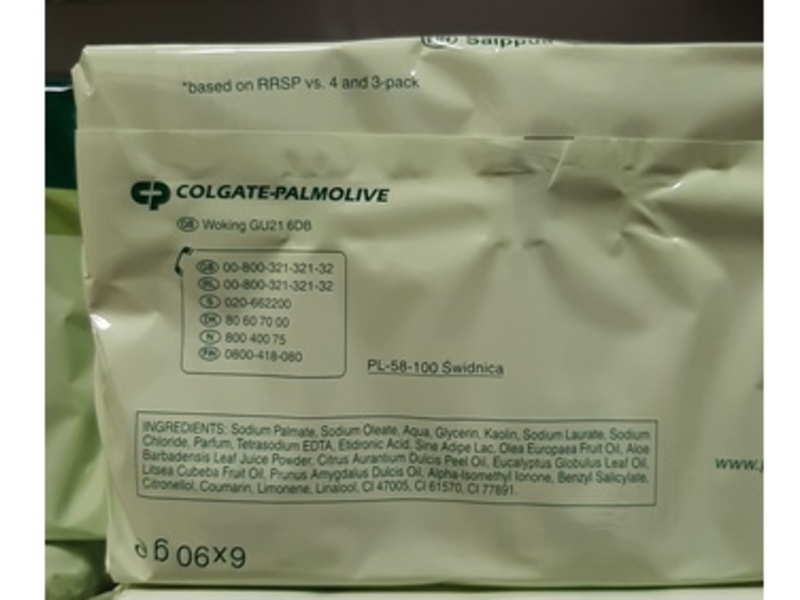 Saippua
*based on RRSP vs. 4 and 3-pack
CP COLGATE-PALMOLIVE
GB Woking GU21 6DB
GB 00-800-321-321-32
IRL 00-800-321-321-32
S 020-662200
DK 80 60 70 00
N 800 400 75
FIN 0800-418-080
PL-58-100 Świdnica
INGREDIENTS: Sodium Palmate, Sodium Oleate, Aqua, Glycerin, Kaolin, Sodium Laurate, Sodium
Chloride, Parfum, Tetrasodium EDTA, Etidronic Acid, Sine Adipe Lac, Olea Europaea Fruit Oil, Aloe
Barbadensis Leaf Juice Powder, Citrus Aurantium Dulcis Peel Oil, Eucalyptus Globulus Leaf Oil,
Litsea Cubeba Fruit Oil, Prunus Amygdalus Dulcis Oil, Alpha-Isomethyl Ionone, Benzyl Salicylate,
Citronellol, Coumarin, Limonene, Linalool, CI 47005, CI 61570, CI 77891.
www.
6x90 g e